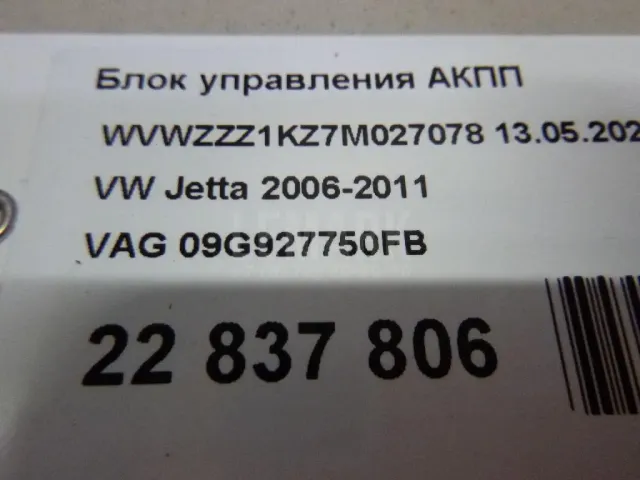 Блок управления АКПП
WVWZZZ1KZ7M027078 13.05.202
VW Jetta 2006-2011
VAG 09G927750FB
22 837 806